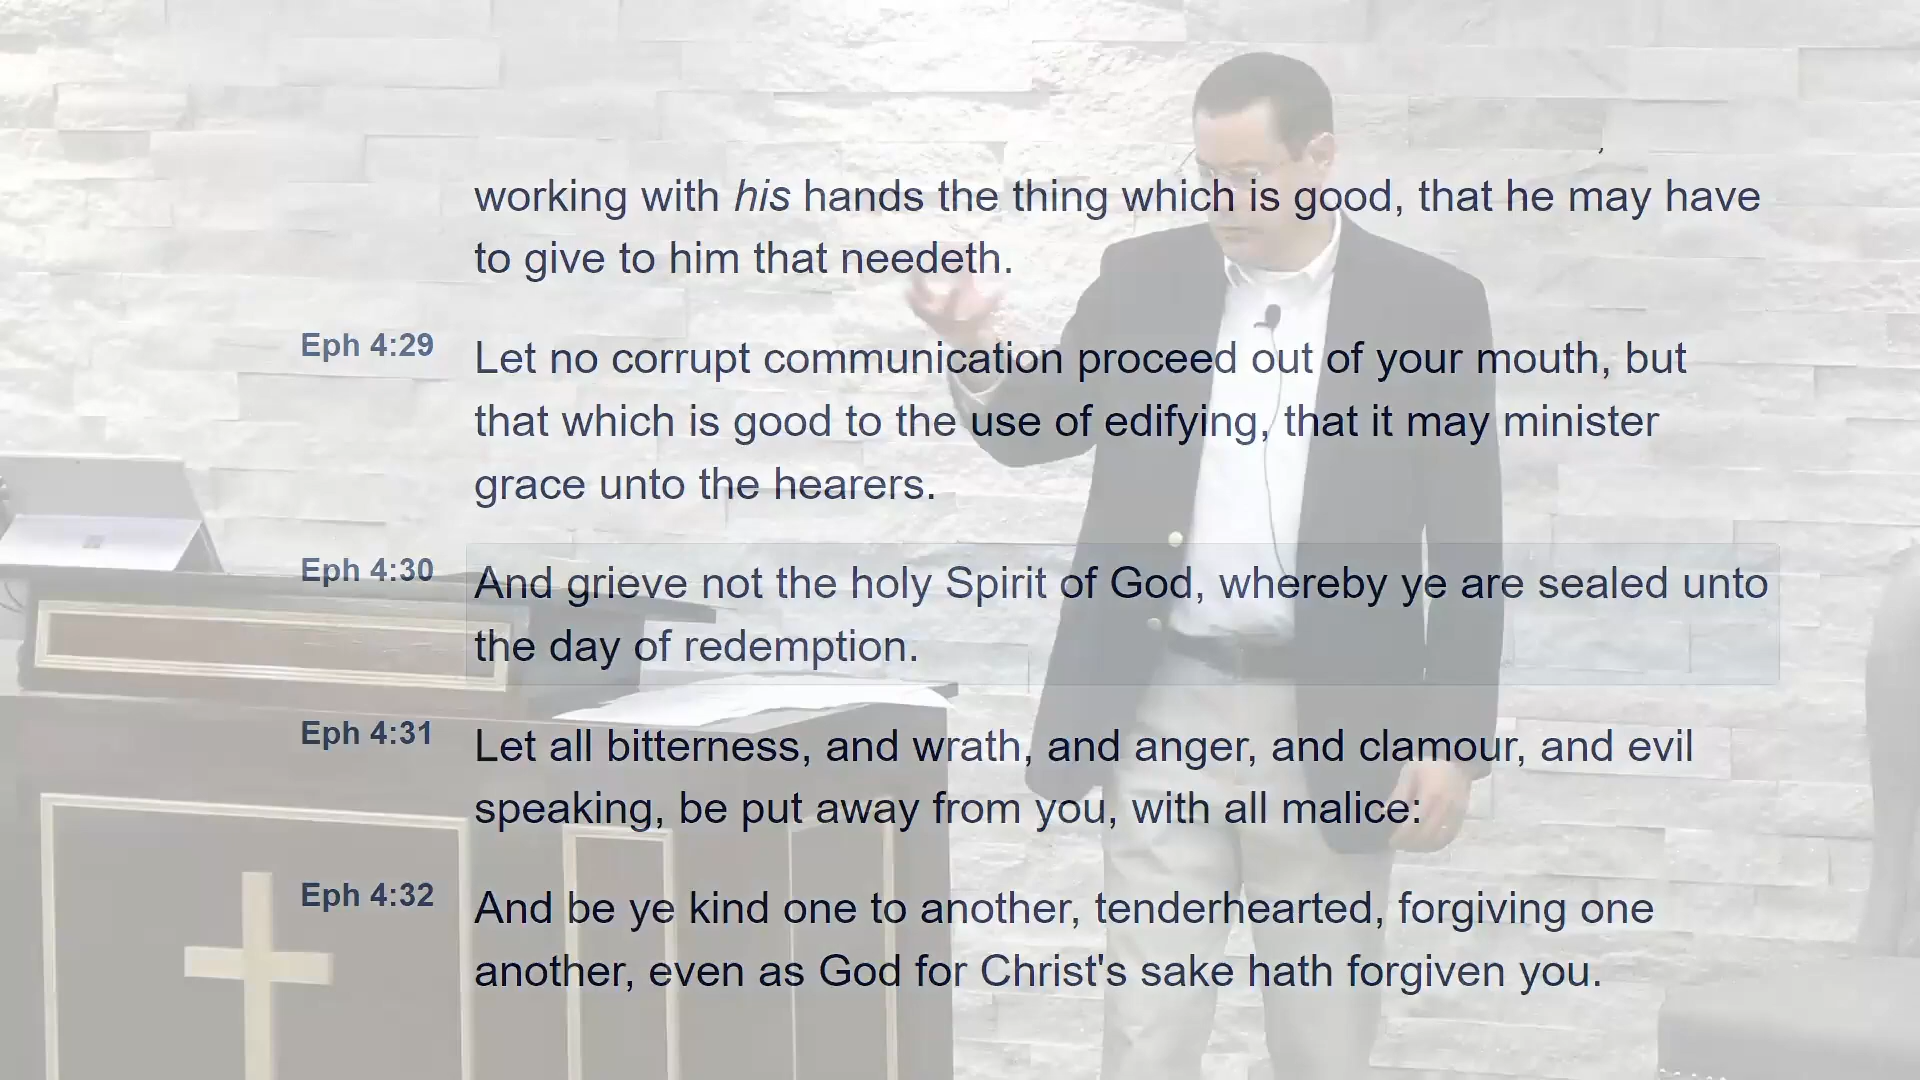 working with his hands the thing which is good, that he may have
to give to him that needeth.
Eph 4:29
Let no corrupt communication proceed out of your mouth, but
that which is good to the use of edifying, that it may minister
grace unto the hearers.
Eph 4:30
And grieve not the holy Spirit of God, whereby ye are sealed unto
the day of redemption.
Eph 4:31
Let all bitterness, and wrath, and anger, and clamour, and evil
speaking, be put away from you, with all malice:
Eph 4:32
And be ye kind one to another, tenderhearted, forgiving one
another, even as God for Christ's sake hath forgiven you.